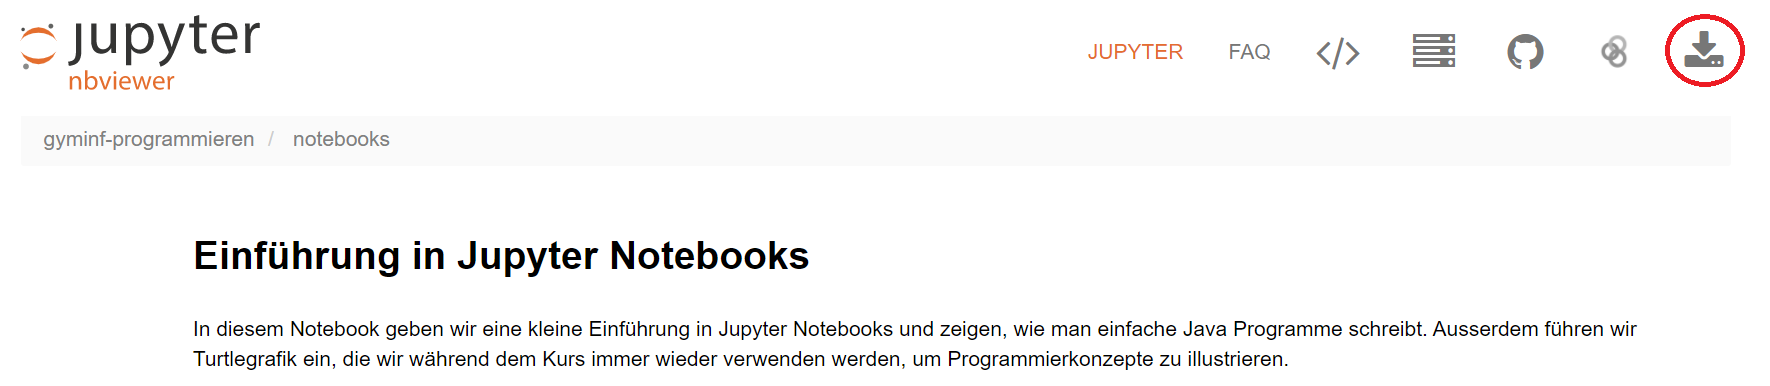 jupyter
nbviewer
JUPYTER FAQ </>
gyminf-programmieren / notebooks
Einführung in Jupyter Notebooks
In diesem Notebook geben wir eine kleine Einführung in Jupyter Notebooks und zeigen, wie man einfache Java Programme schreibt. Ausserdem führen wir
Turtlegrafik ein, die wir während dem Kurs immer wieder verwenden werden, um Programmierkonzepte zu illustrieren.